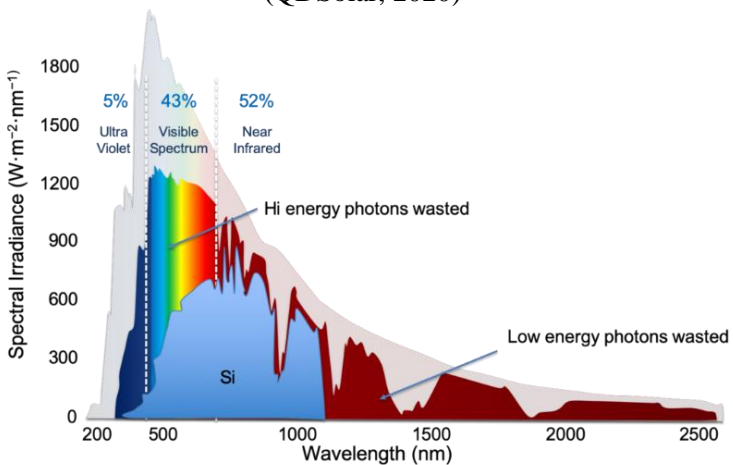 (QDSolar, 2020)
Spectral Irradiance (W·m⁻²·nm⁻¹)
1800
1500
1200
900
600
300
0
5%
43%
52%
Ultra
Violet
Visible
Spectrum
Near
Infrared
Hi energy photons wasted
Low energy photons wasted
Si
200
500
1000
1500
2000
2500
Wavelength (nm)